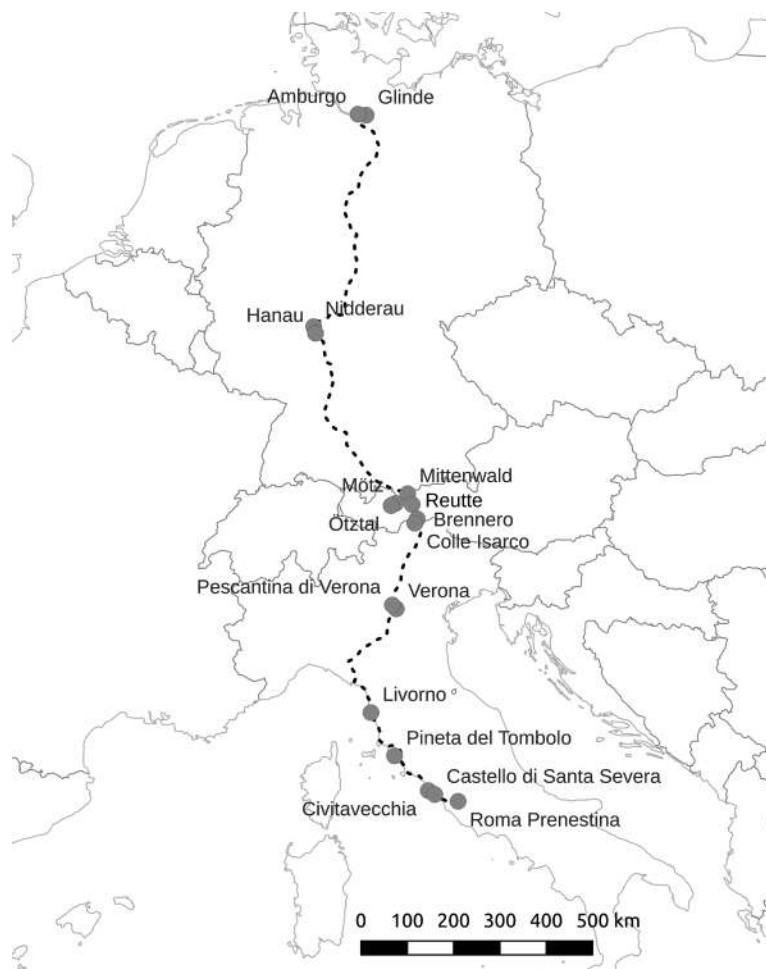 Amburgo
Glinde
Nidderau
Hanau
Mittenwald
Mötz
Reutte
Ötztal
Brennero
Colle Isarco
Pescantina di Verona
Verona
Livorno
Pineta del Tombolo
Castello di Santa Severa
Civitavecchia
Roma Prenestina
0 100 200 300 400 500 km